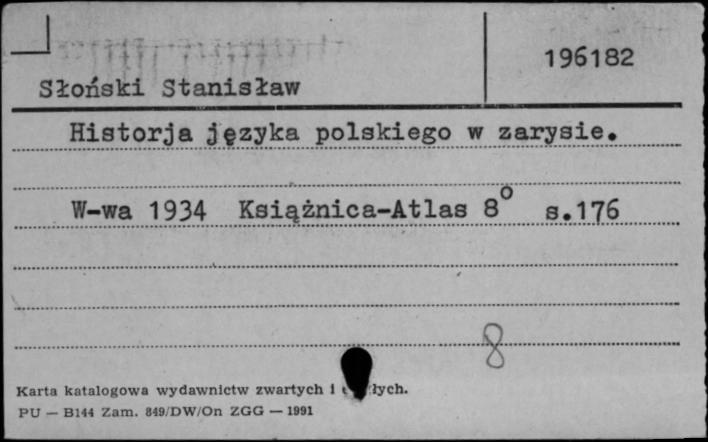 196182
Słoński Stanisław
Historja języka polskiego w zarysie.
W-wa 1934 Książnica-Atlas 8° s.176
8
Karta katalogowa wydawnictw zwartych i łych.
PU — B144 Zam. 849/DW/On ZGG — 1991